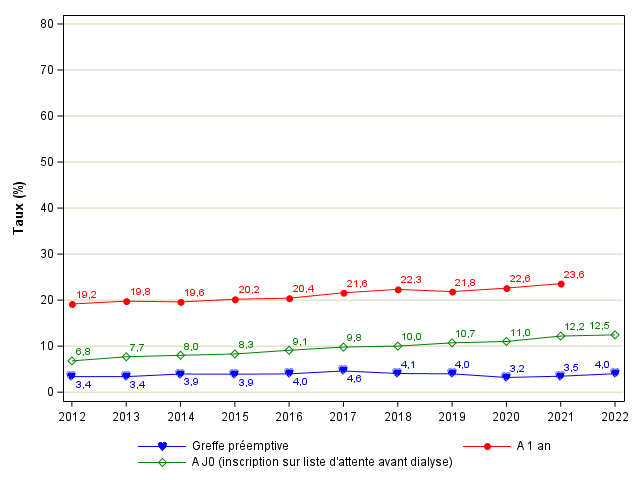 80
70
60
50
40
30
20
10
0
Taux (%)
19,2 19,8 19,6 20,2 20,4 21,6 22,3 21,8 22,6 23,6
6,8 7,7 8,0 8,3 9,1 9,8 10,0 10,7 11,0 12,2 12,5
3,4 3,4 3,9 3,9 4,0 4,6 4,1 4,0 3,2 3,5 4,0
2012 2013 2014 2015 2016 2017 2018 2019 2020 2021 2022
Greffe préemptive A 1 an
A J0 (inscription sur liste d'attente avant dialyse)